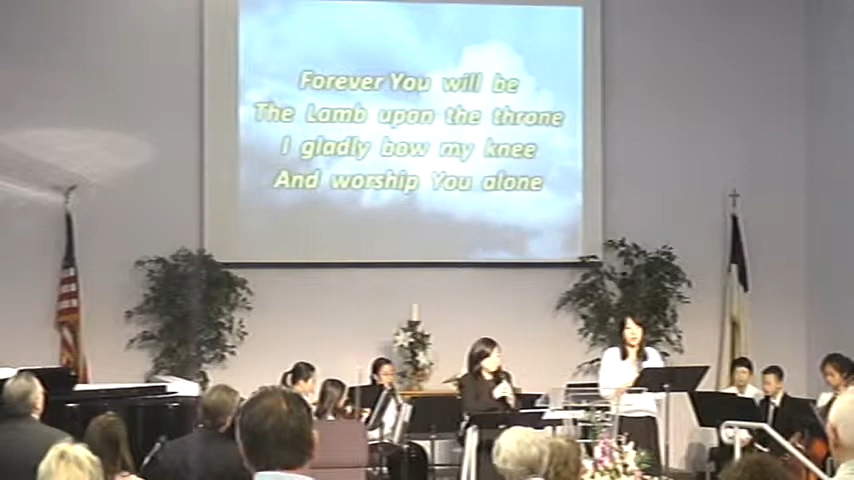 Forever You will be
The Lamb upon the throne
I gladly bow my knee
And worship You alone